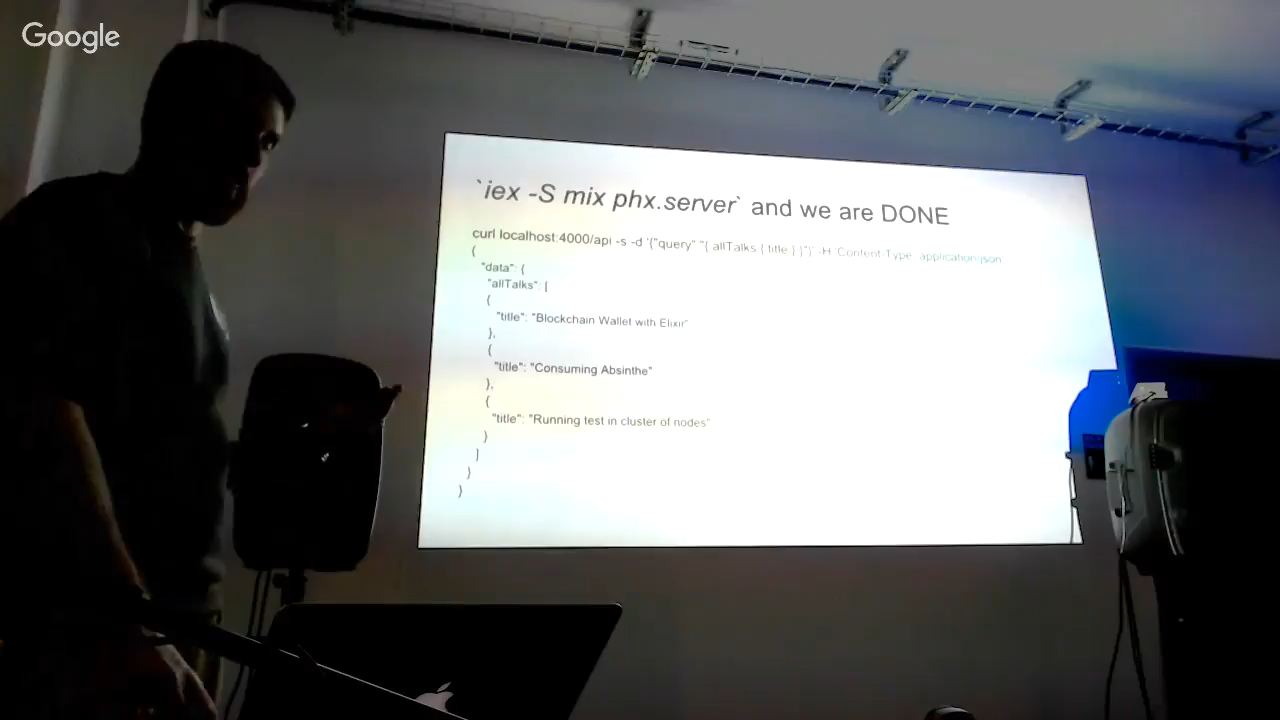 Google
`iex -S mix phx.server` and we are DONE
curl localhost:4000/api -s -d '{"query" "{ allTalks { title } }"}' -H 'Content-Type: application/json
{
"data": {
"allTalks": [
{
"title": "Blockchain Wallet with Elixir"
},
{
"title": "Consuming Absinthe"
},
{
"title": "Running test in cluster of nodes"
}
]
}
}